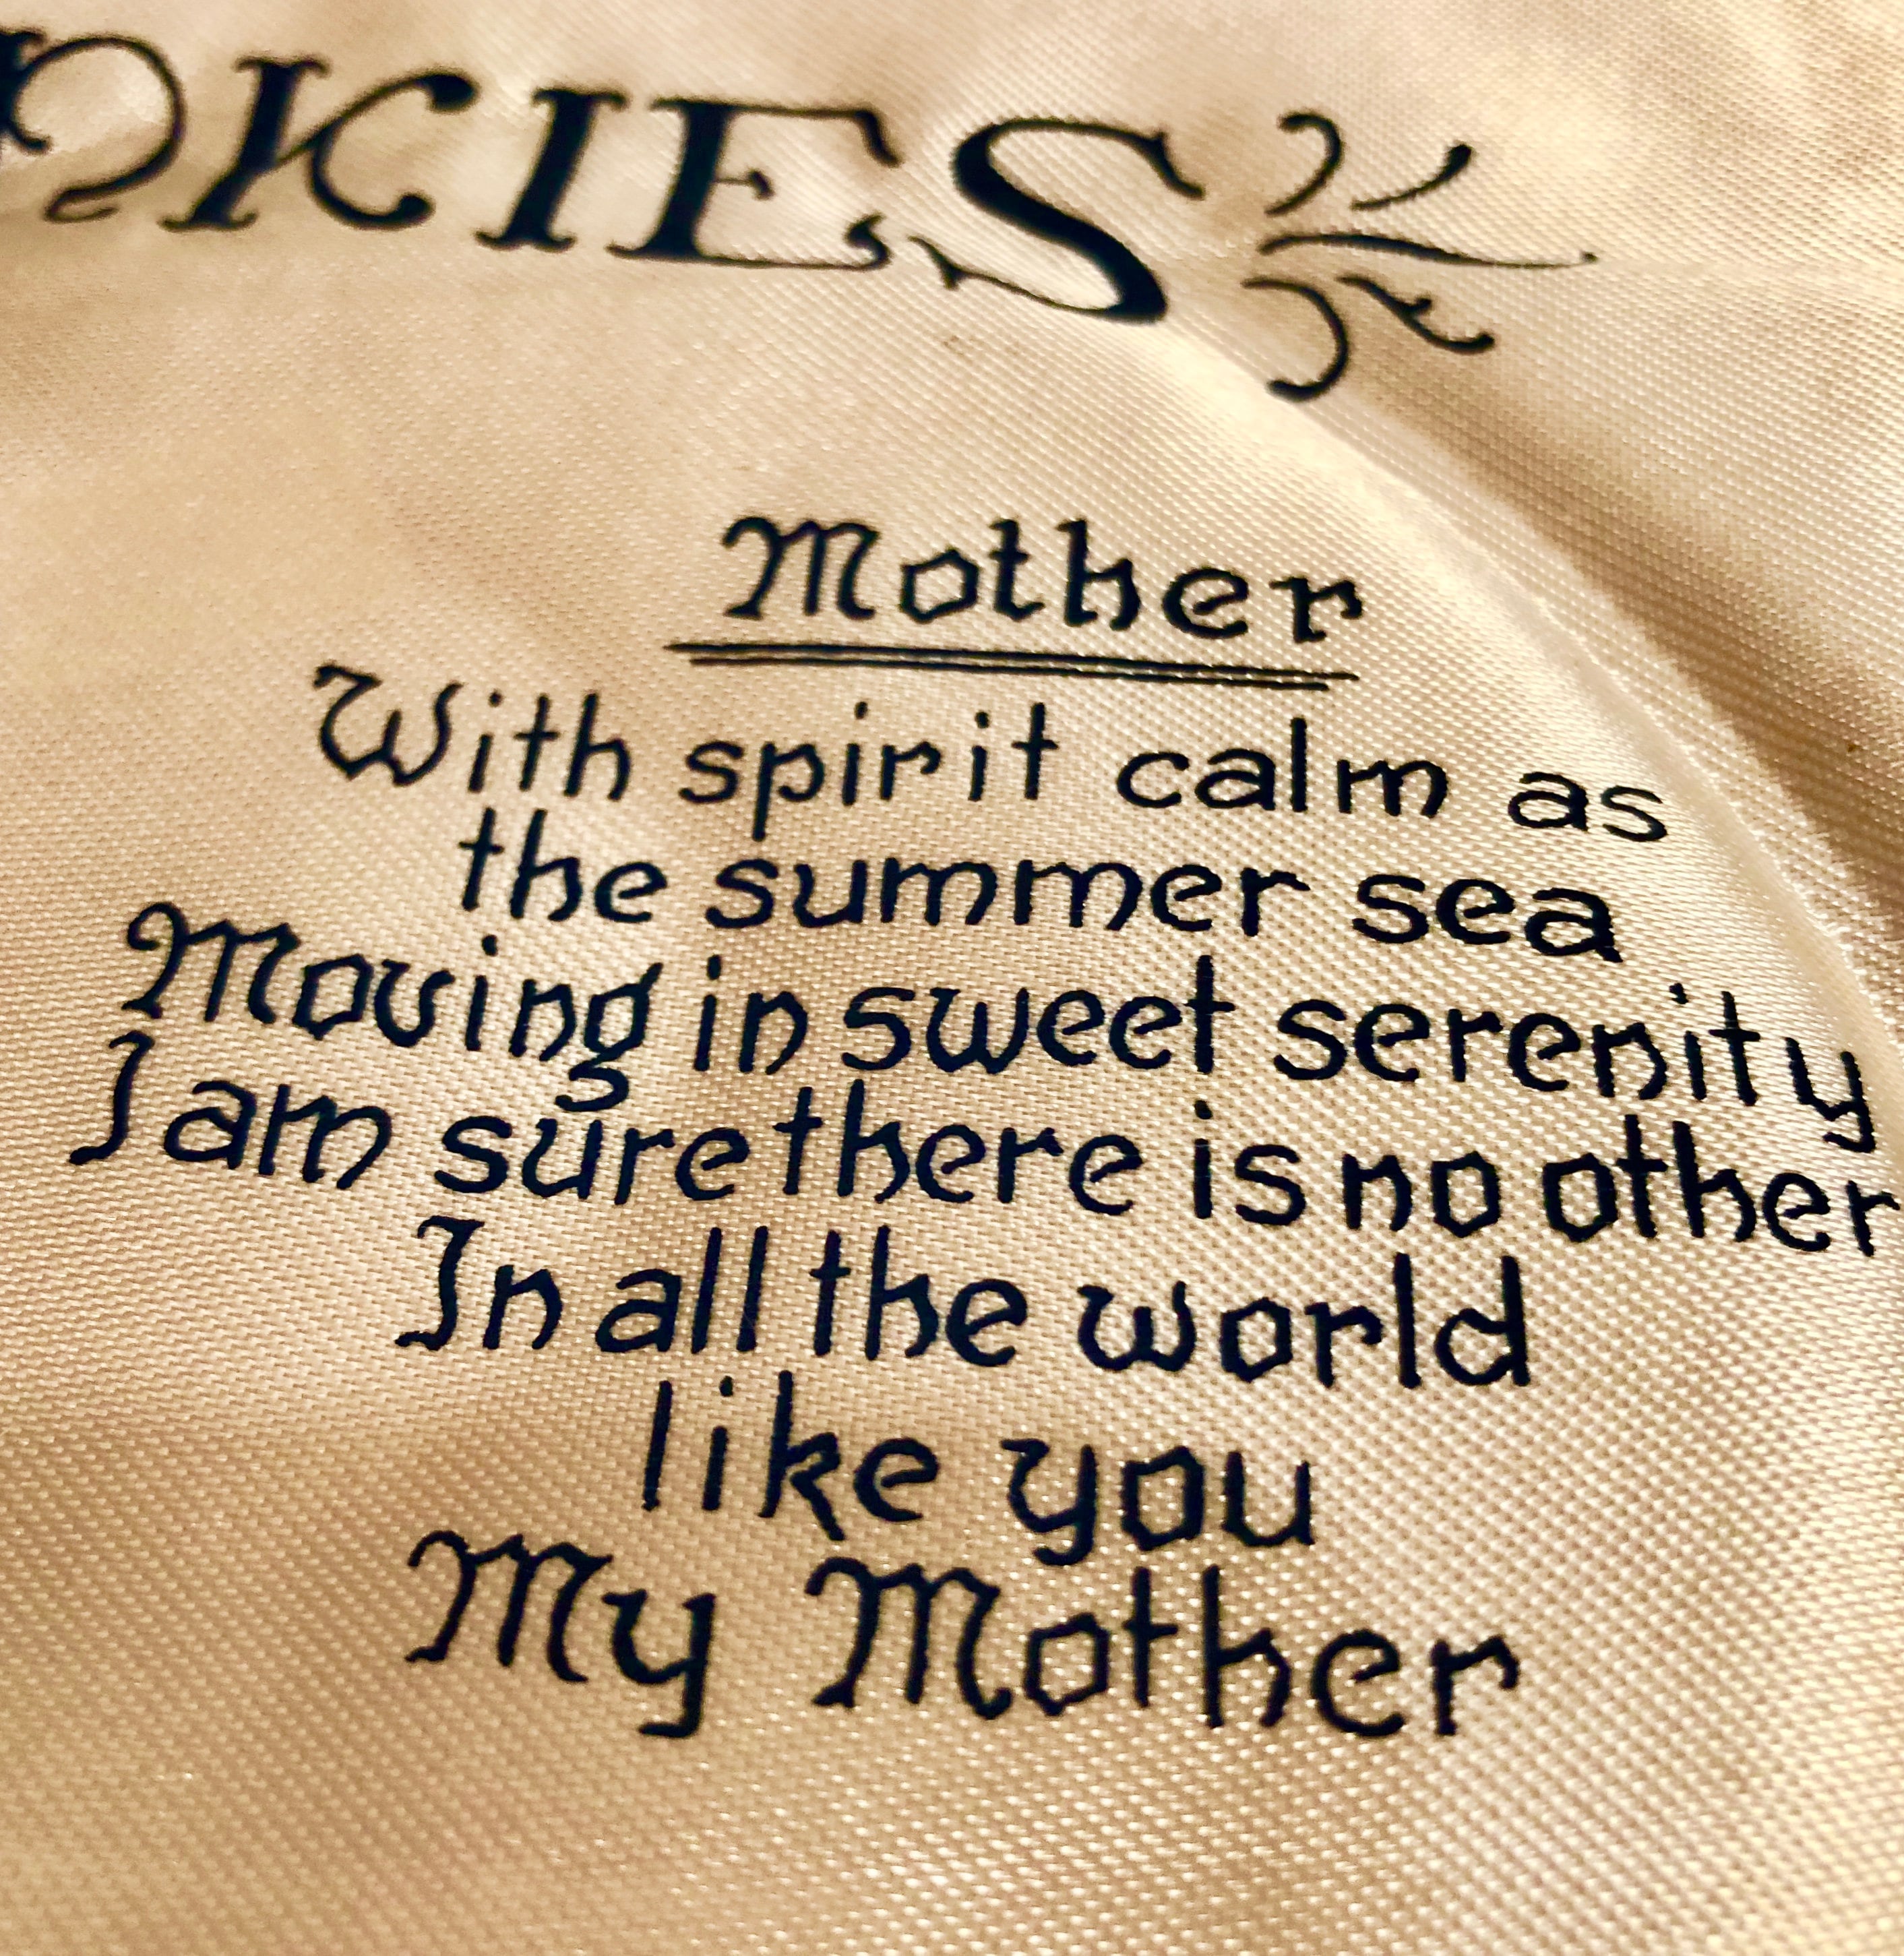 Mother
With spirit calm as
the summer sea
Moving in sweet serenity
I am sure there is no other
In all the world
like you
My Mother